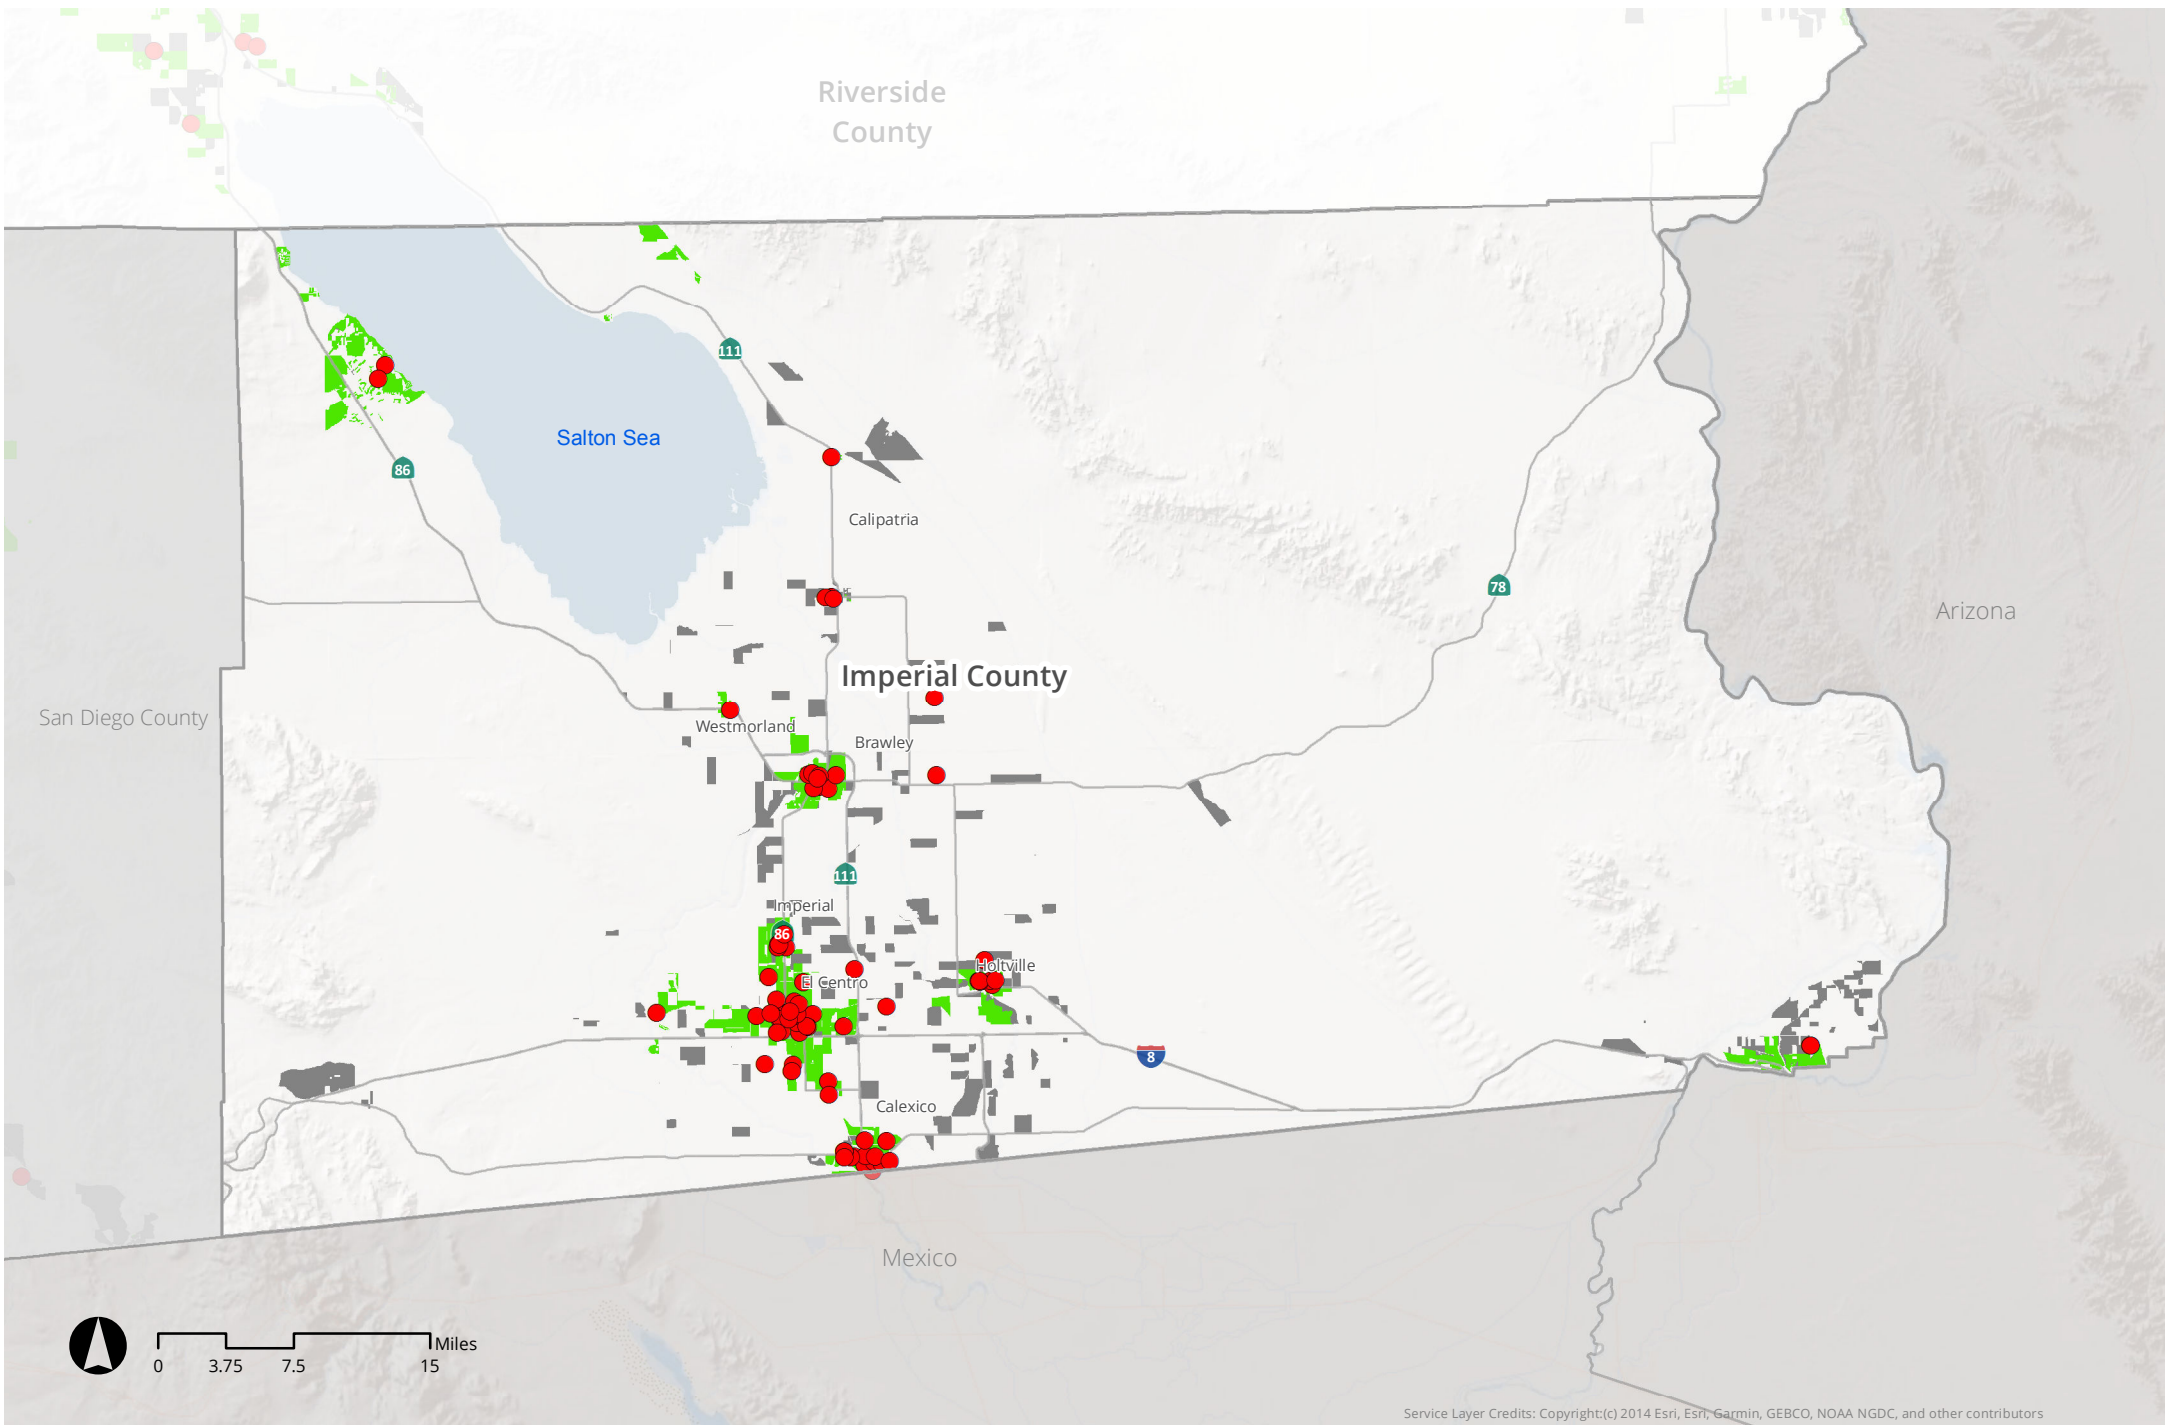 Riverside
County
Salton Sea
111
86
Calipatria
78
Arizona
Imperial County
San Diego County
Westmorland
Brawley
111
Imperial
86
Holtville
El Centro
8
Calexico
Mexico
Miles
0 3.75 7.5 15
Service Layer Credits: Copyright:(c) 2014 Esri, Esri, Garmin, GEBCO, NOAA NGDC, and other contributors